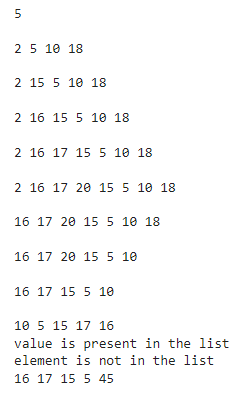 5
2 5 10 18
2 15 5 10 18
2 16 15 5 10 18
2 16 17 15 5 10 18
2 16 17 20 15 5 10 18
16 17 20 15 5 10 18
16 17 20 15 5 10
16 17 15 5 10
10 5 15 17 16
value is present in the list
element is not in the list
16 17 15 5 45